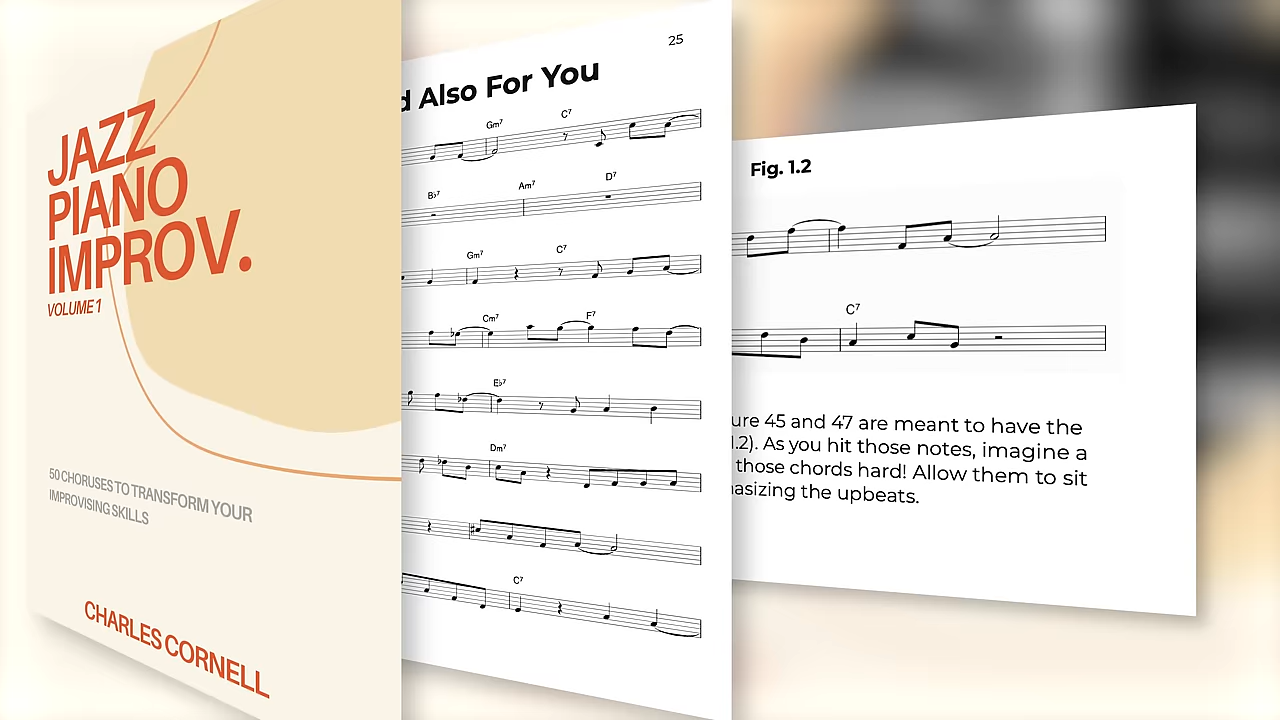 JAZZ
PIANO
IMPROV.
VOLUME 1
50 CHORUSES TO TRANSFORM YOUR
IMPROVISING SKILLS
CHARLES CORNELL
25
Also For You
Gm7 C7
B♭7 Am7 D7
Gm7 C7
Cm7 F7
E♭7
Dm7
C7
Fig. 1.2
C7
45 and 47 are meant to have the
1.2). As you hit those notes, imagine a
those chords hard! Allow them to sit
the upbeats.